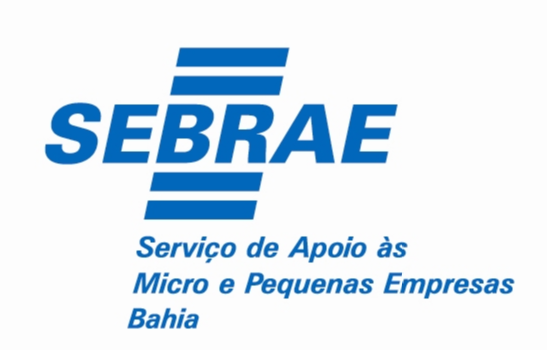 SEBRAE
Serviço de Apoio às
Micro e Pequenas Empresas
Bahia